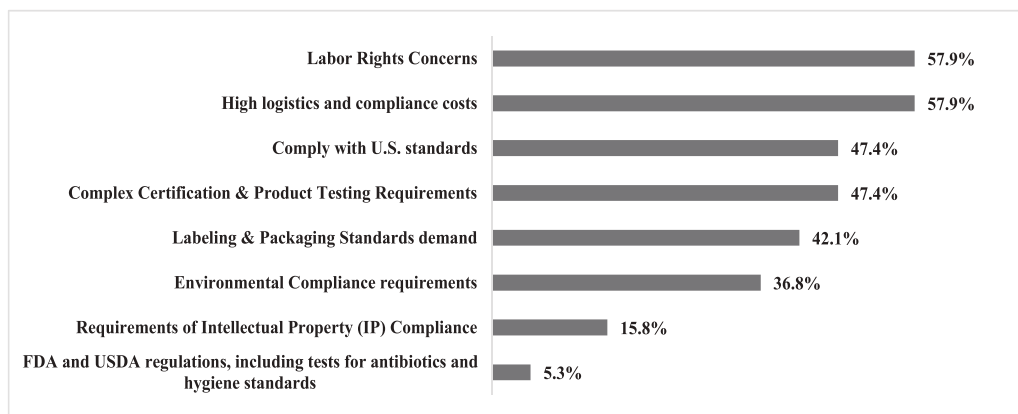 Labor Rights Concerns 57.9%
High logistics and compliance costs 57.9%
Comply with U.S. standards 47.4%
Complex Certification & Product Testing Requirements 47.4%
Labeling & Packaging Standards demand 42.1%
Environmental Compliance requirements 36.8%
Requirements of Intellectual Property (IP) Compliance 15.8%
FDA and USDA regulations, including tests for antibiotics and
hygiene standards 5.3%